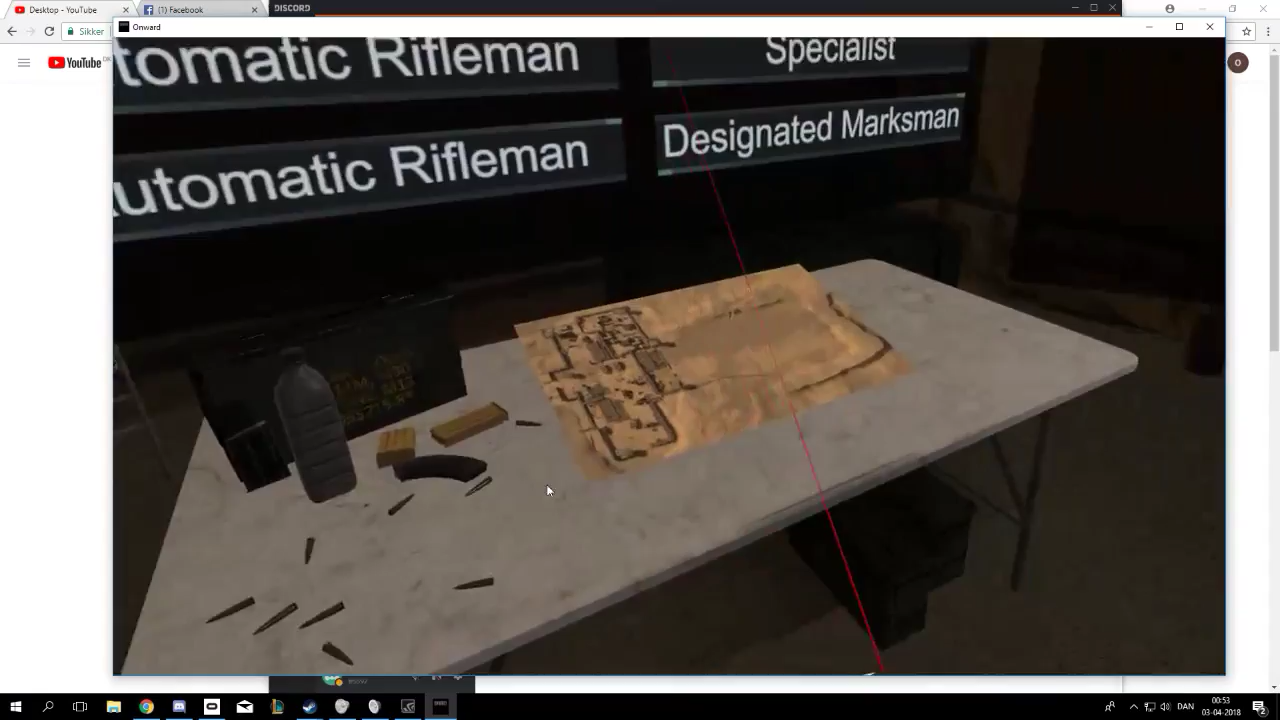 Desktop - YouTube
(1) Facebook
DISCORD
Sikker
Onward
YouTube
tomatic Rifleman
Specialist
Designated Marksman
utomatic Rifleman
DAN
00:53
03-04-2018